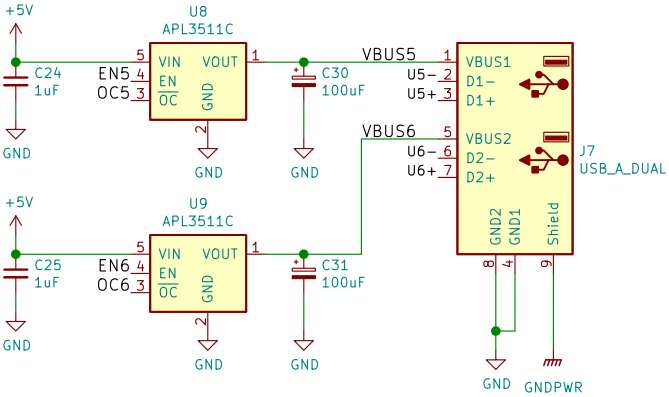 +5V
U8
APL3511C
5
VIN
VOUT
1
EN5
4
EN
OC5
3
OC
GND
2
C24
1uF
GND
GND
C30
100uF
GND
VBUS5
1
VBUS1
U5-
2
D1-
U5+
3
D1+
VBUS6
5
VBUS2
U6-
6
D2-
U6+
7
D2+
J7
USB_A_DUAL
GND2
GND1
Shield
8
4
9
GND
GNDPWR
+5V
U9
APL3511C
5
VIN
VOUT
1
EN6
4
EN
OC6
3
OC
GND
2
C25
1uF
GND
GND
C31
100uF
GND